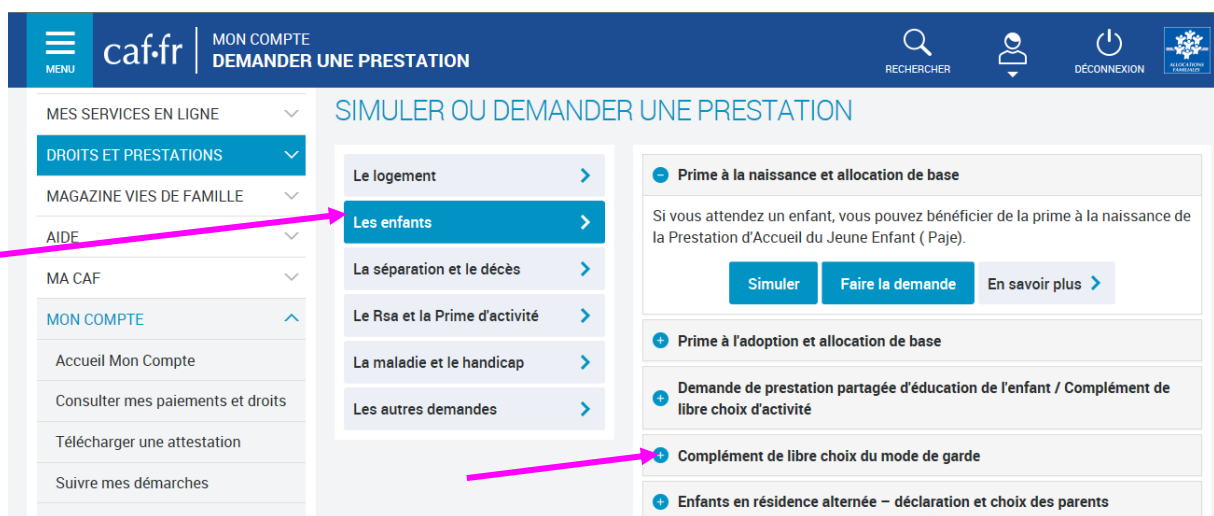 MENU
caf·fr
MON COMPTE
DEMANDER UNE PRESTATION
RECHERCHER
DÉCONNEXION
ALLOCATIONS
FAMILIALES
MES SERVICES EN LIGNE
DROITS ET PRESTATIONS
MAGAZINE VIES DE FAMILLE
AIDE
MA CAF
MON COMPTE
Accueil Mon Compte
Consulter mes paiements et droits
Télécharger une attestation
Suivre mes démarches
SIMULER OU DEMANDER UNE PRESTATION
Le logement
Les enfants
La séparation et le décès
Le Rsa et la Prime d'activité
La maladie et le handicap
Les autres demandes
Prime à la naissance et allocation de base
Si vous attendez un enfant, vous pouvez bénéficier de la prime à la naissance de
la Prestation d'Accueil du Jeune Enfant ( Paje).
Simuler
Faire la demande
En savoir plus
Prime à l'adoption et allocation de base
Demande de prestation partagée d'éducation de l'enfant / Complément de
libre choix d'activité
Complément de libre choix du mode de garde
Enfants en résidence alternée – déclaration et choix des parents